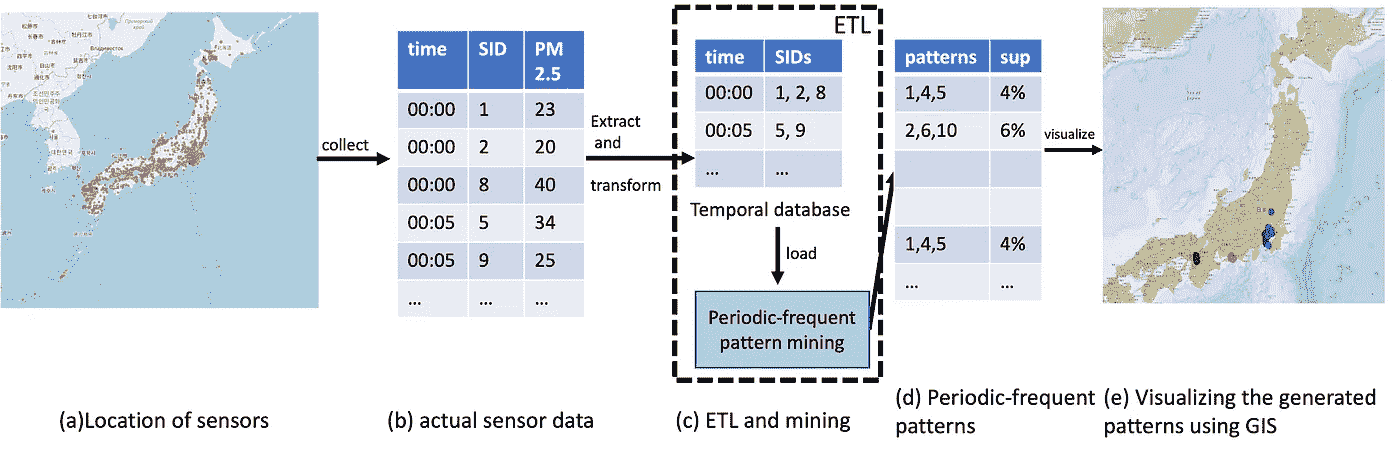 collect
time SID PM 2.5
00:00 1 23
00:00 2 20
00:00 8 40
00:05 5 34
00:05 9 25
... ... ...
Extract
and
transform
ETL
time SIDs
00:00 1, 2, 8
00:05 5, 9
... ...
Temporal database
load
Periodic-frequent
pattern mining
patterns sup
1,4,5 4%
2,6,10 6%
1,4,5 4%
... ...
visualize
(a)Location of sensors
(b) actual sensor data
(c) ETL and mining
(d) Periodic-frequent
patterns
(e) Visualizing the generated
patterns using GIS